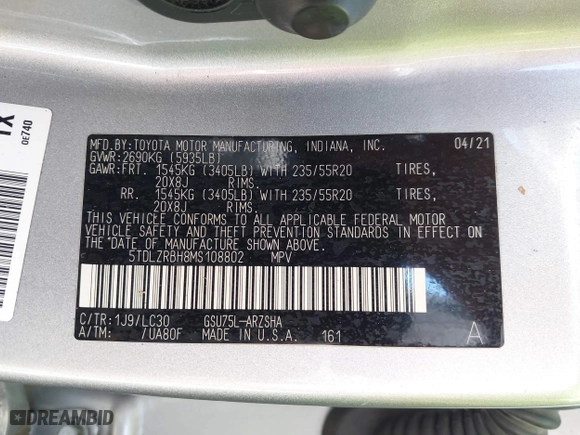 MFD.BY:TOYOTA MOTOR MANUFACTURING, INDIANA, INC. 04/21
GVWR:2690KG (5935LB)
GAWR:FRT. 1545KG (3405LB) WITH 235/55R20 TIRES,
20X8J RIMS.
RR. 1545KG (3405LB) WITH 235/55R20 TIRES,
20X8J RIMS.
THIS VEHICLE CONFORMS TO ALL APPLICABLE FEDERAL MOTOR
VEHICLE SAFETY AND THEFT PREVENTION STANDARDS IN EFFECT ON
THE DATE OF MANUFACTURE SHOWN ABOVE.
5TDLZRBH8MS108802 MPV
C/TR:1J9/LC30 GSU75L-ARZSHA
A/TM: /UA80F MADE IN U.S.A. 161 A
0E740
DREAMBID